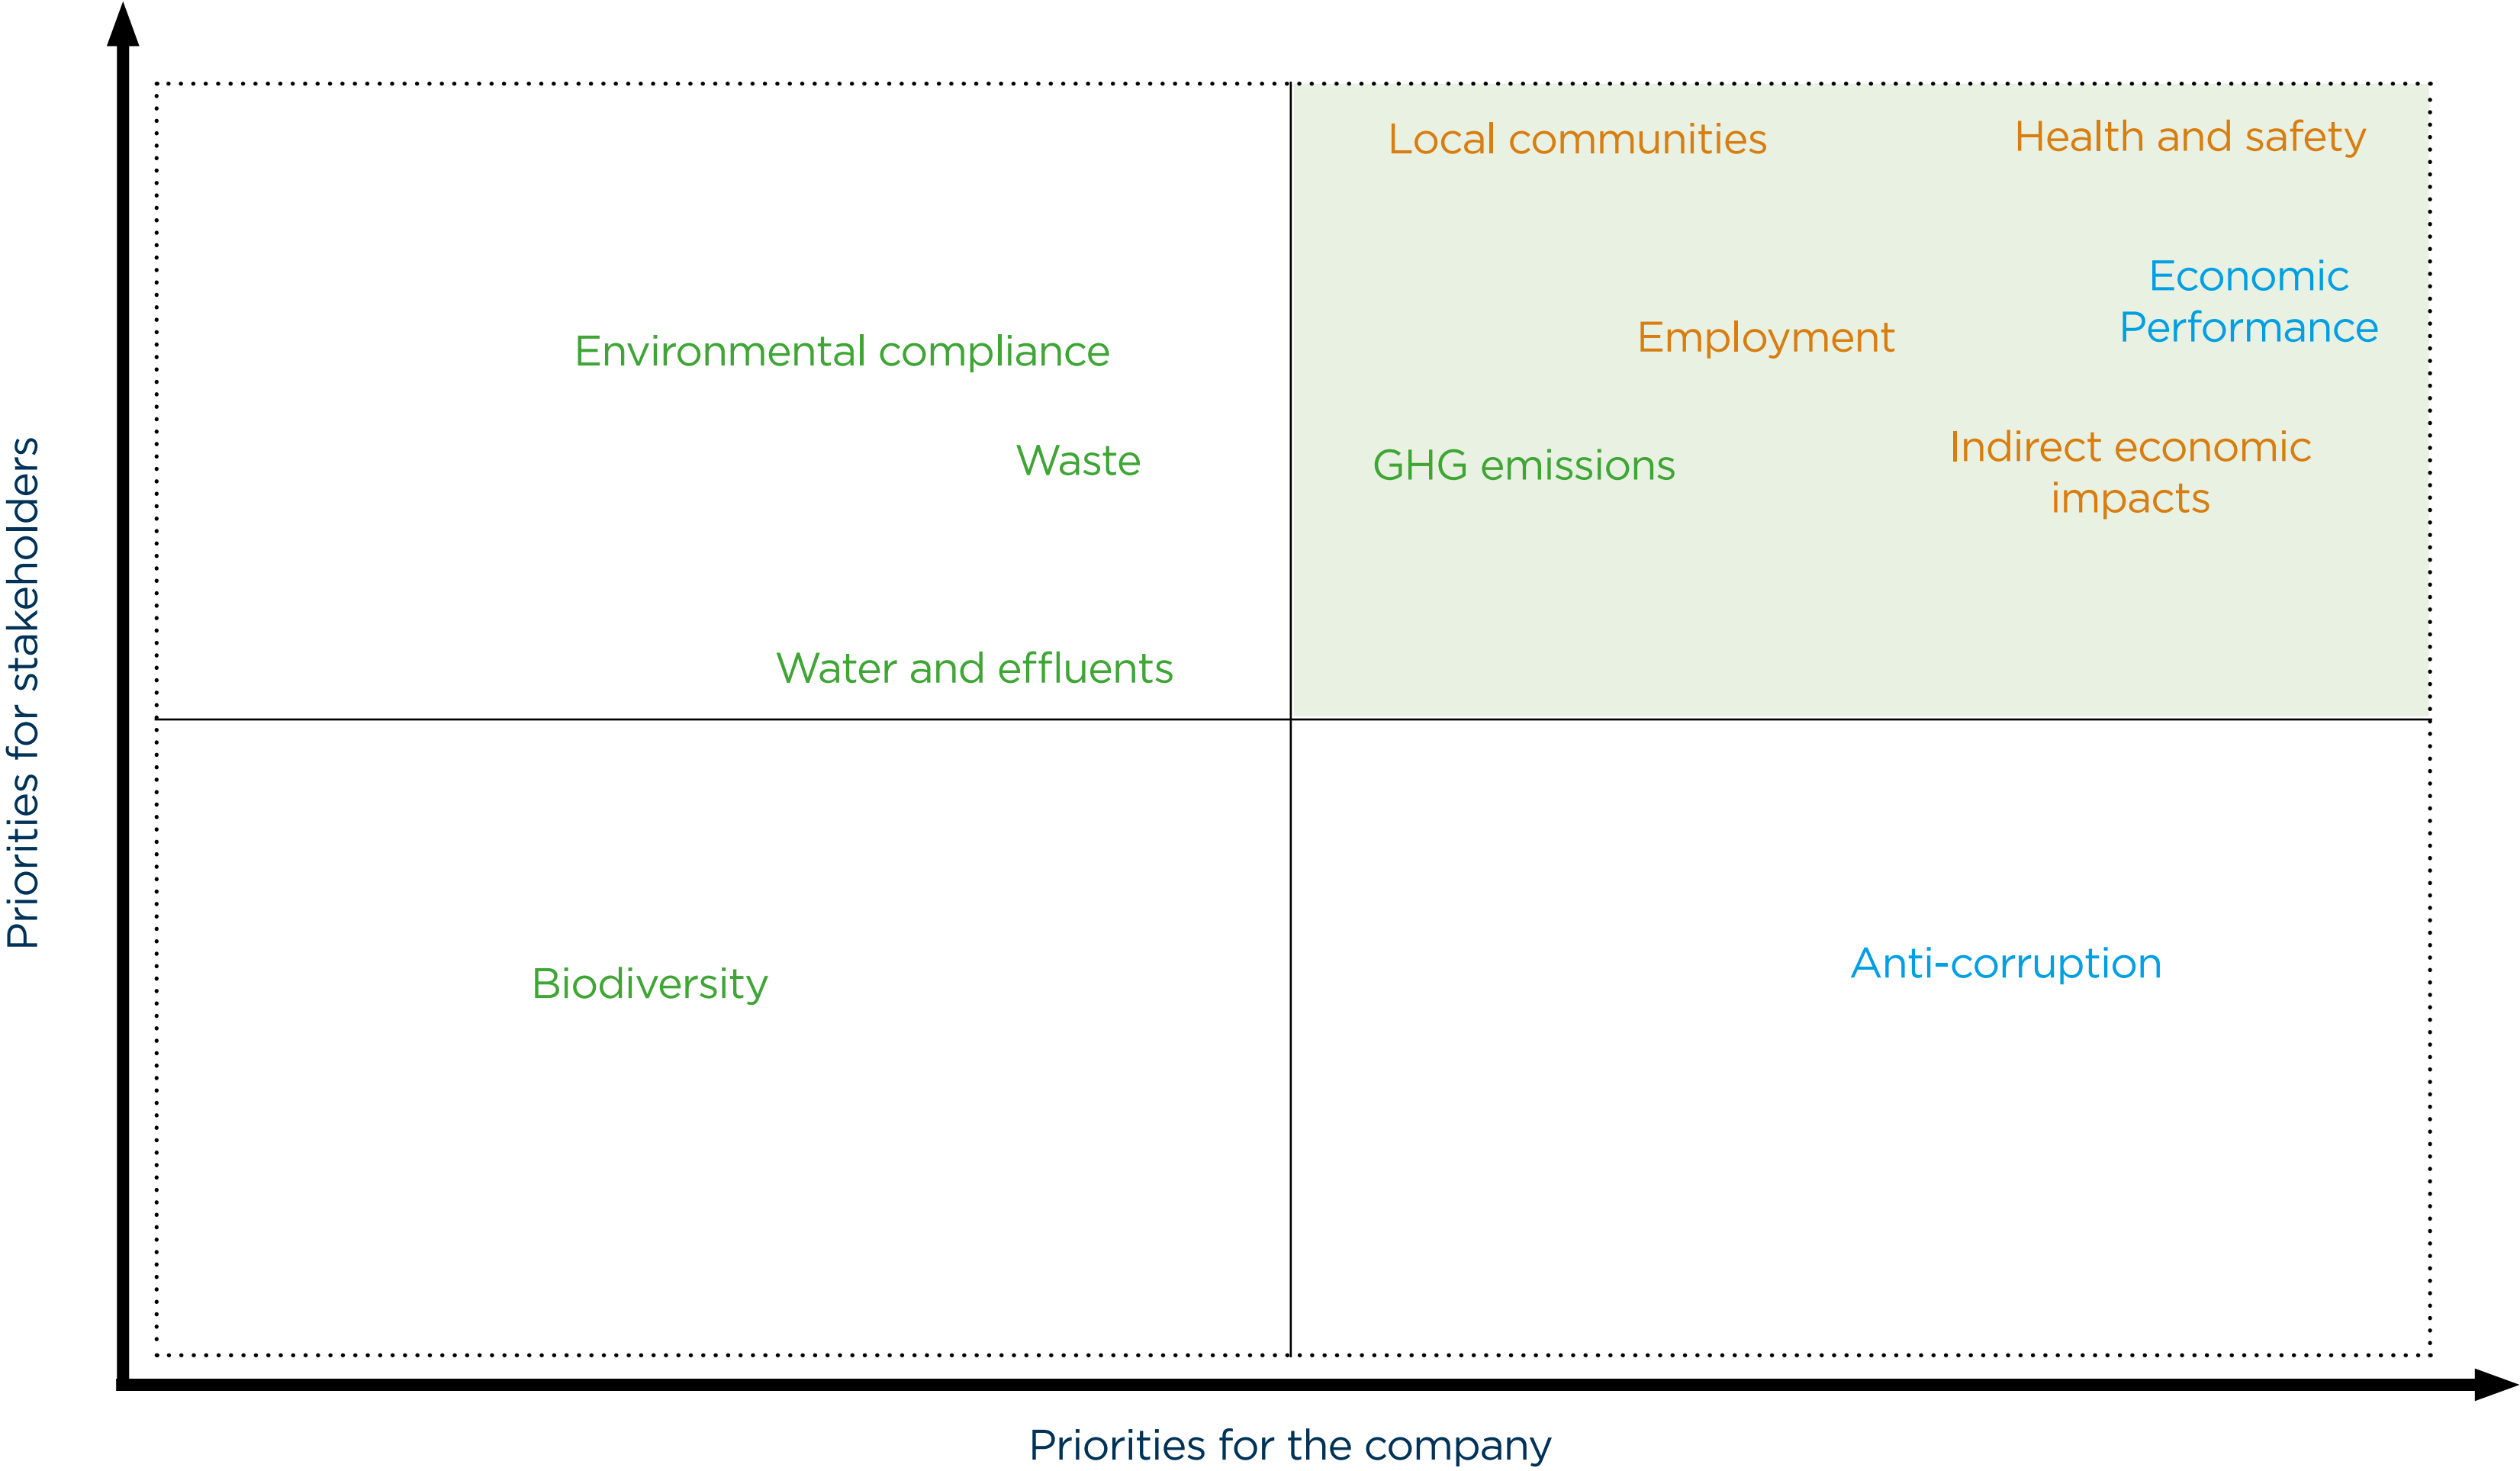 Priorities for stakeholders
Local communities
Health and safety
Economic
Performance
Employment
Environmental compliance
Waste
GHG emissions
Indirect economic
impacts
Water and effluents
Biodiversity
Anti-corruption
Priorities for the company